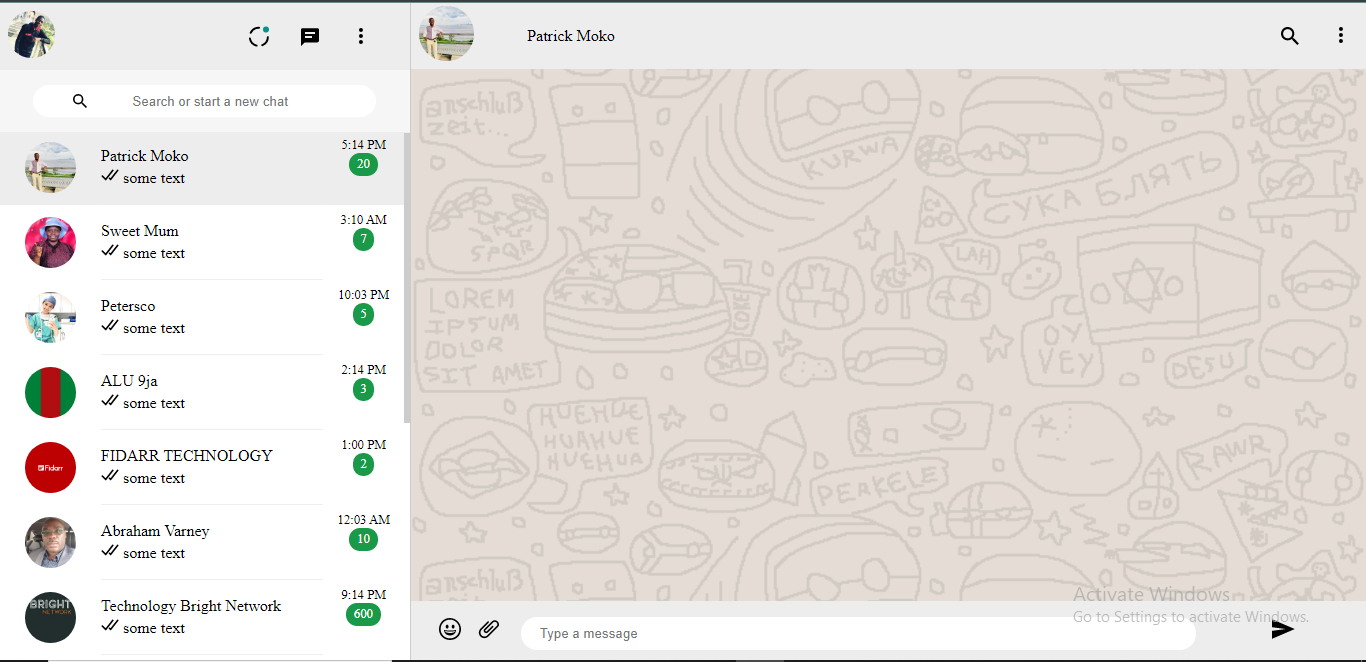 Patrick Moko
Search or start a new chat
Patrick Moko
5:14 PM
some text
20
Sweet Mum
3:10 AM
some text
7
Petersco
10:03 PM
some text
5
ALU 9ja
2:14 PM
some text
3
FIDARR TECHNOLOGY
1:00 PM
Fidarr
some text
2
Abraham Varney
12:03 AM
some text
10
Technology Bright Network
9:14 PM
BRIGHT
NETWORK
some text
600
anschluß
zeit...
KURWA
СУКА БЛЯТЬ
SPQR
LAH
LOREM
IPSUM
DOLOR
SIT AMET
OY
VEY
DESU
HUEHUE
HUAHUE
HUEHUA
PERKELE
RAWR
anschluß
Activate Windows
Go to Settings to activate Windows.
Type a message